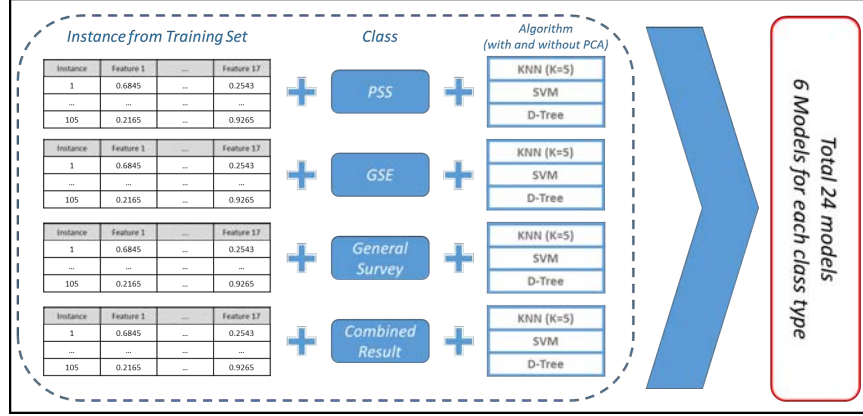 Instance from Training Set
Class
Algorithm
(with and without PCA)
Instance Feature 1 ... Feature 17
1 0.6845 ... 0.2543
... ... ...
105 0.2165 ... 0.9265
PSS
KNN (K=5)
SVM
D-Tree
Instance Feature 1 ... Feature 17
1 0.6845 ... 0.2543
... ... ...
105 0.2165 ... 0.9265
GSE
KNN (K=5)
SVM
D-Tree
Instance Feature 1 ... Feature 17
1 0.6845 ... 0.2543
... ... ...
105 0.2165 ... 0.9265
General
Survey
KNN (K=5)
SVM
D-Tree
Instance Feature 1 ... Feature 17
1 0.6845 ... 0.2543
... ... ...
105 0.2165 ... 0.9265
Combined
Result
KNN (K=5)
SVM
D-Tree
Total 24 models
6 Models for each class type